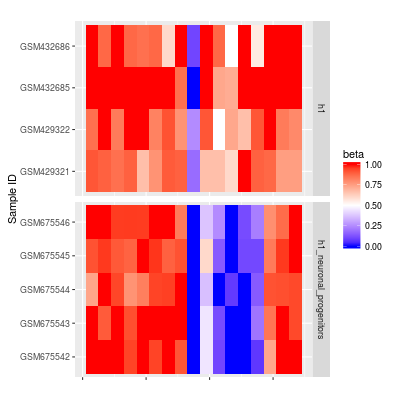 Sample ID
GSM432686
GSM432685
GSM429322
GSM429321
h1
GSM675546
GSM675545
GSM675544
GSM675543
GSM675542
h1_neuronal_progenitors
beta
1.00
0.75
0.50
0.25
0.00